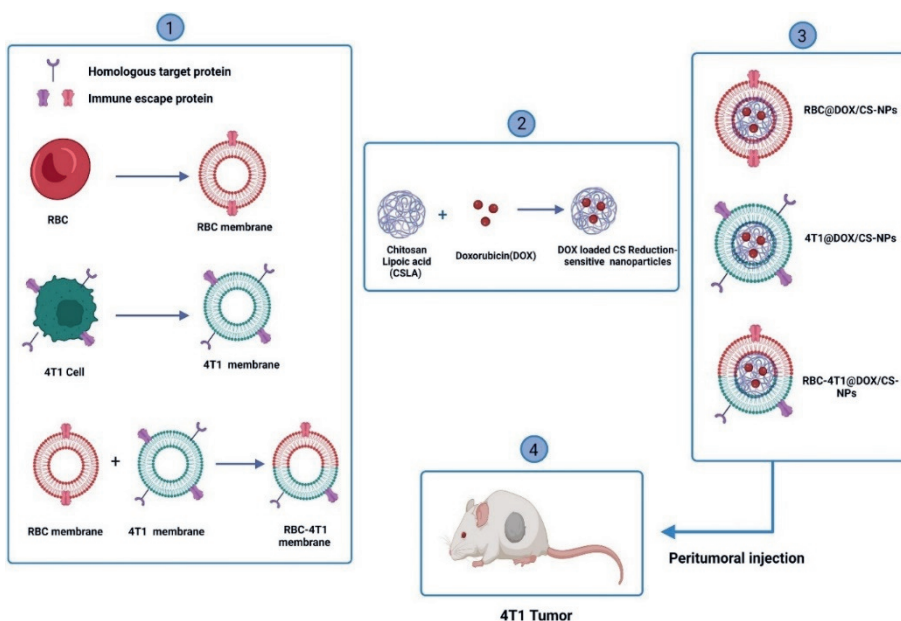 1
Homologous target protein
Immune escape protein
RBC
RBC membrane
4T1 Cell
4T1 membrane
+
RBC membrane
4T1 membrane
RBC-4T1
membrane
2
+
Chitosan
Lipoic acid
(CSLA)
Doxorubicin(DOX)
DOX loaded CS Reduction-
sensitive nanoparticles
3
RBC@DOX/CS-NPs
4T1@DOX/CS-NPs
RBC-4T1@DOX/CS-
NPs
Peritumoral injection
4
4T1 Tumor